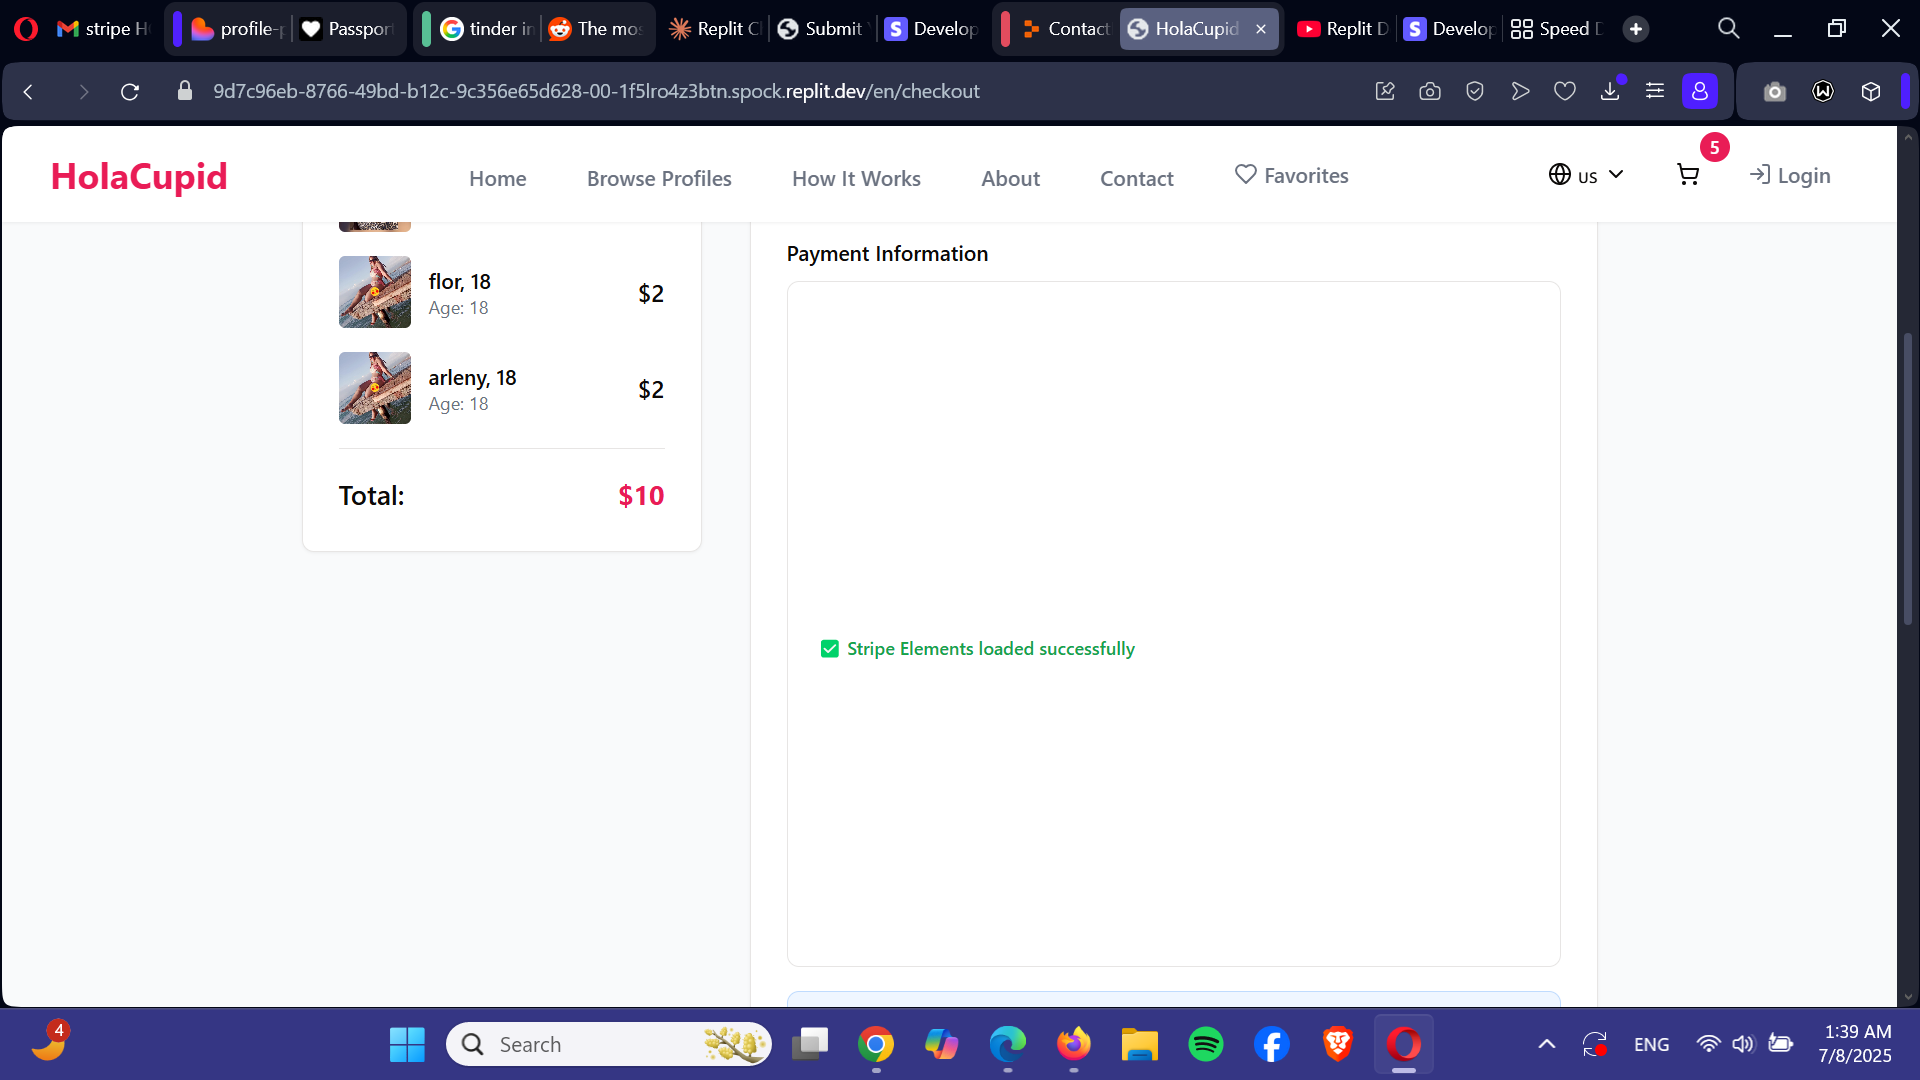 stripe H
profile-p
Passpor
tinder in
The mos
Replit Cl
Submit
Develop
Contact
HolaCupid
Replit D
Develop
Speed D
9d7c96eb-8766-49bd-b12c-9c356e65d628-00-1f5lro4z3btn.spock.replit.dev/en/checkout
HolaCupid
Home
Browse Profiles
How It Works
About
Contact
Favorites
us
5
Login
flor, 18
Age: 18
$2
arleny, 18
Age: 18
$2
Total:
$10
Payment Information
✅ Stripe Elements loaded successfully
4
Search
ENG
1:39 AM
7/8/2025